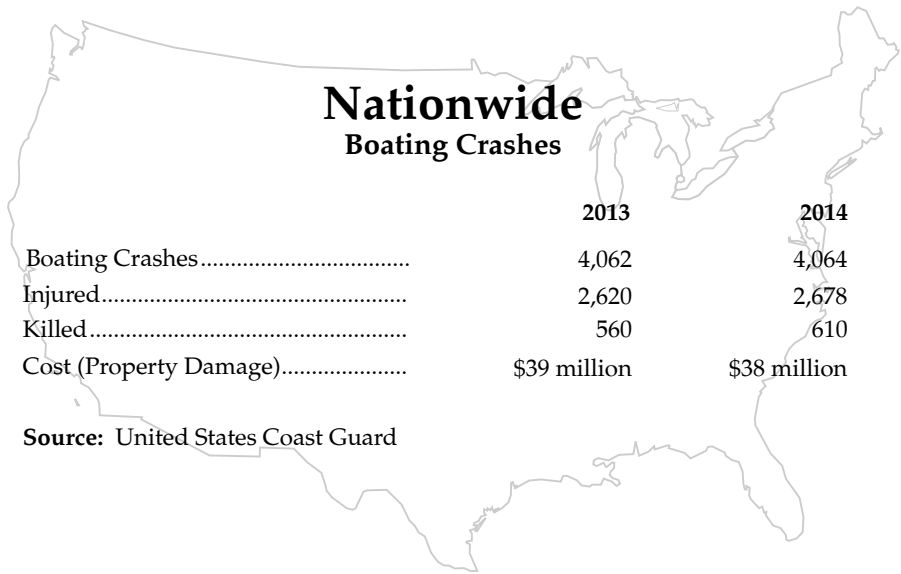 Nationwide
Boating Crashes
2013 2014
Boating Crashes................................... 4,062 4,064
Injured................................................... 2,620 2,678
Killed..................................................... 560 610
Cost (Property Damage)..................... $39 million $38 million
Source: United States Coast Guard